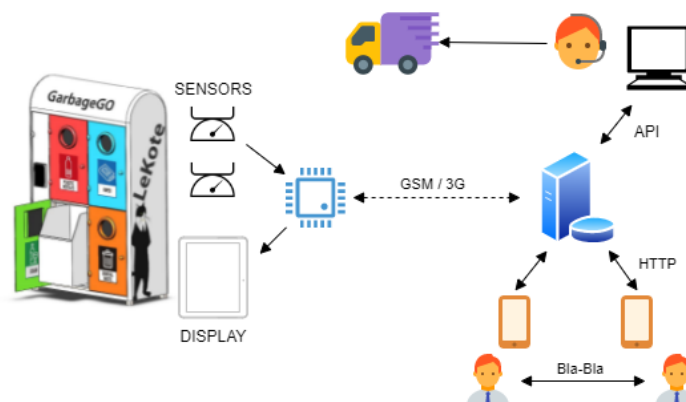 GarbageGO
LeKote
SENSORS
DISPLAY
GSM / 3G
API
HTTP
Bla-Bla